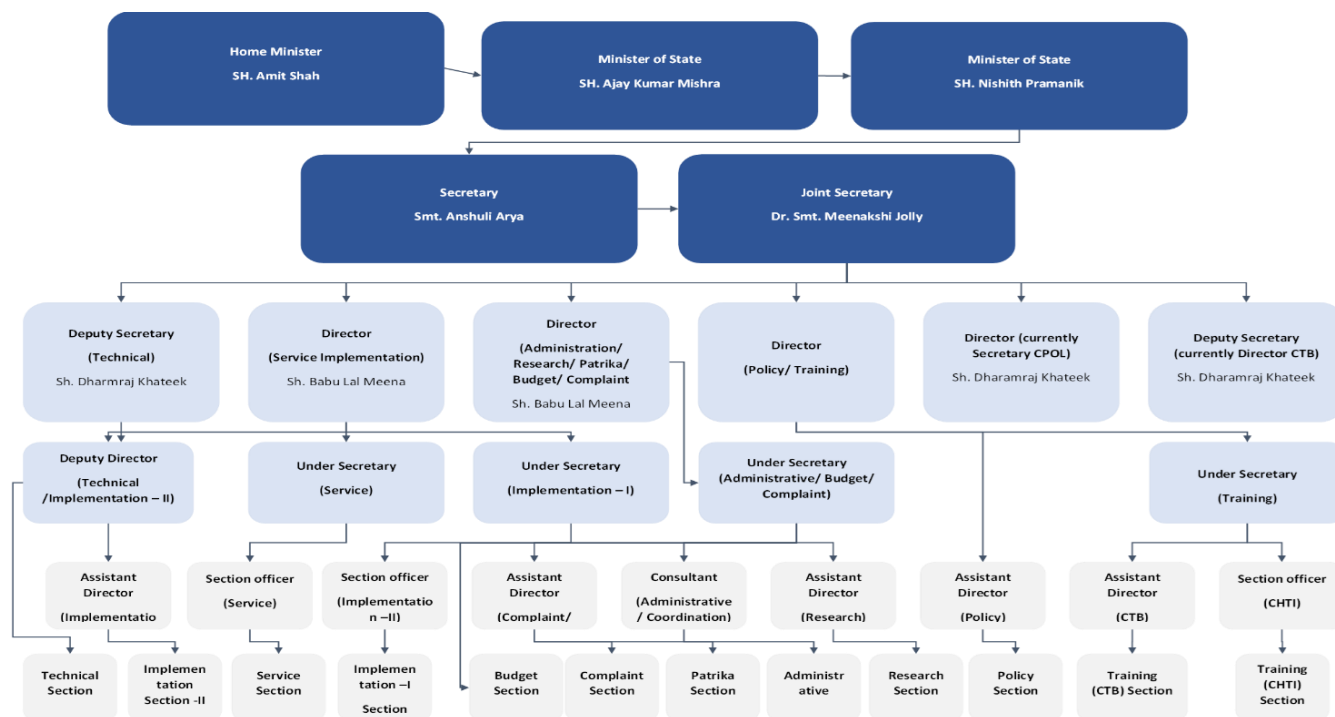 Home Minister
SH. Amit Shah
Minister of State
SH. Ajay Kumar Mishra
Minister of State
SH. Nishith Pramanik
Secretary
Smt. Anshuli Arya
Joint Secretary
Dr. Smt. Meenakshi Jolly
Deputy Secretary
(Technical)
Sh. Dharmraj Khateek
Director
(Service Implementation)
Sh. Babu Lal Meena
Director
(Administration/
Research/ Patrika/
Budget/ Complaint
Sh. Babu Lal Meena
Director
(Policy/ Training)
Director (currently
Secretary CPOL)
Sh. Dharamraj Khateek
Deputy Secretary
(currently Director CTB)
Sh. Dharamraj Khateek
Deputy Director
(Technical
/Implementation – II)
Under Secretary
(Service)
Under Secretary
(Implementation – I)
Under Secretary
(Administrative/ Budget/
Complaint)
Under Secretary
(Training)
Assistant
Director
(Implementatio
Section officer
(Service)
Section officer
(Implementatio
n –II)
Assistant
Director
(Complaint/
Consultant
(Administrative
/ Coordination)
Assistant
Director
(Research)
Assistant
Director
(Policy)
Assistant
Director
(CTB)
Section officer
(CHTI)
Technical
Section
Implemen
tation
Section -II
Service
Section
Implemen
tation –I
Section
Budget
Section
Complaint
Section
Patrika
Section
Administr
ative
Research
Section
Policy
Section
Training
(CTB) Section
Training
(CHTI)
Section